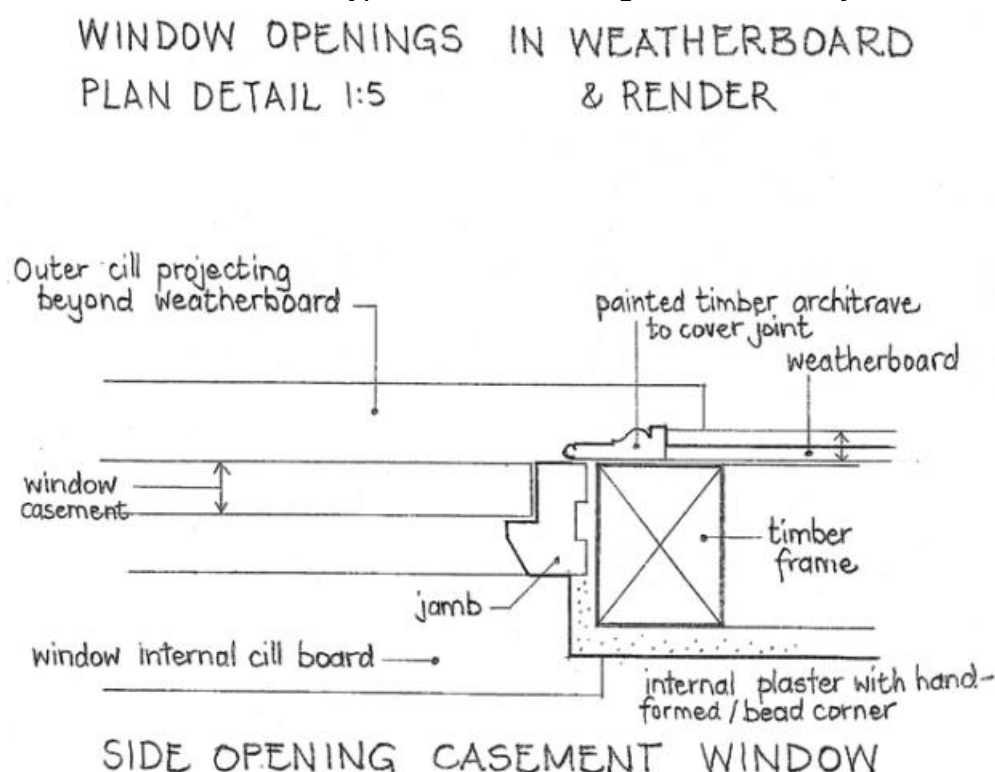 WINDOW OPENINGS IN WEATHERBOARD
PLAN DETAIL 1:5 & RENDER
Outer cill projecting
beyond weatherboard
painted timber architrave
to cover joint
weatherboard
window
casement
timber
frame
jamb
window internal cill board
internal plaster with hand-
formed/bead corner
SIDE OPENING CASEMENT WINDOW